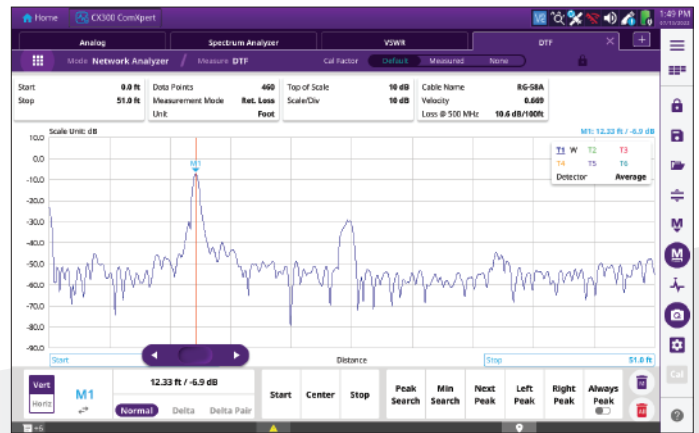 Home CX300 ComXpert 1:49 PM
Analog Spectrum Analyzer VSWR DTF
Mode Network Analyzer / Measure DTF Cal Factor Default Measured None
Start 0.0 ft Data Points 460 Top of Scale 10 dB Cable Name RG-58A
Stop 51.0 ft Measurement Mode Ret. Loss Scale/Div 10 dB Velocity 0.669
Unit Foot Loss @ 500 MHz 10.6 dB/100ft
Scale Unit: dB M1: 12.33 ft / -6.9 dB
10.0
T1 W T2 T3
0.0
M1
T4 T5 T6
-10.0
Detector Average
-20.0
-30.0
-40.0
-50.0
-60.0
-70.0
-80.0
-90.0
Start Distance Stop 51.0 ft
Vert
Horiz
M1
12.33 ft / -6.9 dB
Normal Delta Delta Pair
Start Center Stop Peak Search Min Search Next Peak Left Peak Right Peak Always Peak
Cal